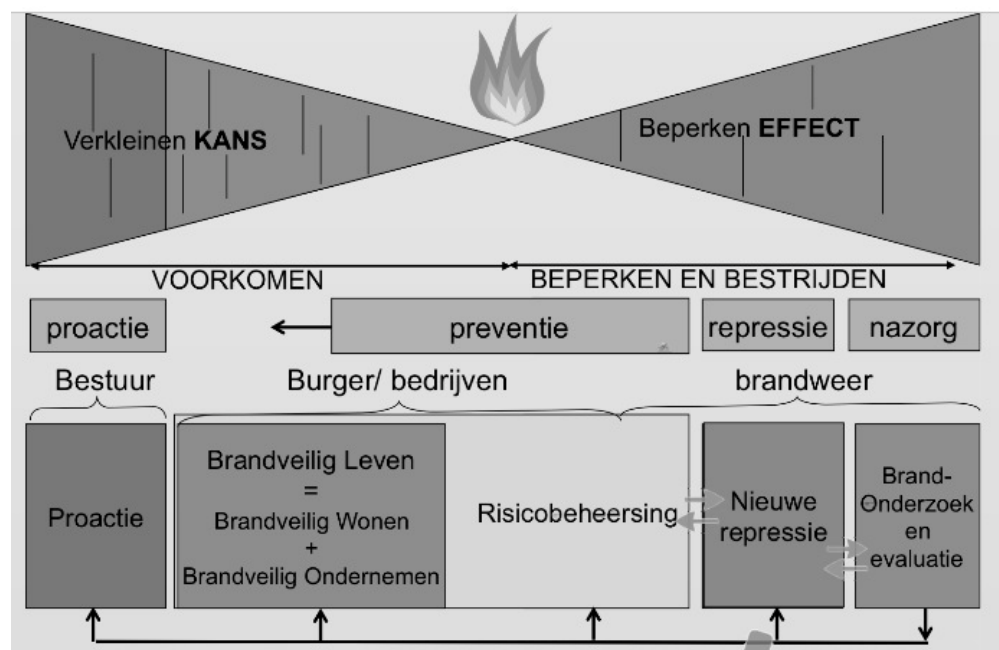 Verkleinen KANS
Beperken EFFECT
VOORKOMEN
BEPERKEN EN BESTRIJDEN
proactie
preventie
repressie
nazorg
Bestuur
Burger/ bedrijven
brandweer
Proactie
Brandveilig Leven
=
Brandveilig Wonen
+
Brandveilig Ondernemen
Risicobeheersing
Nieuwe
repressie
Brand-
Onderzoek
en
evaluatie